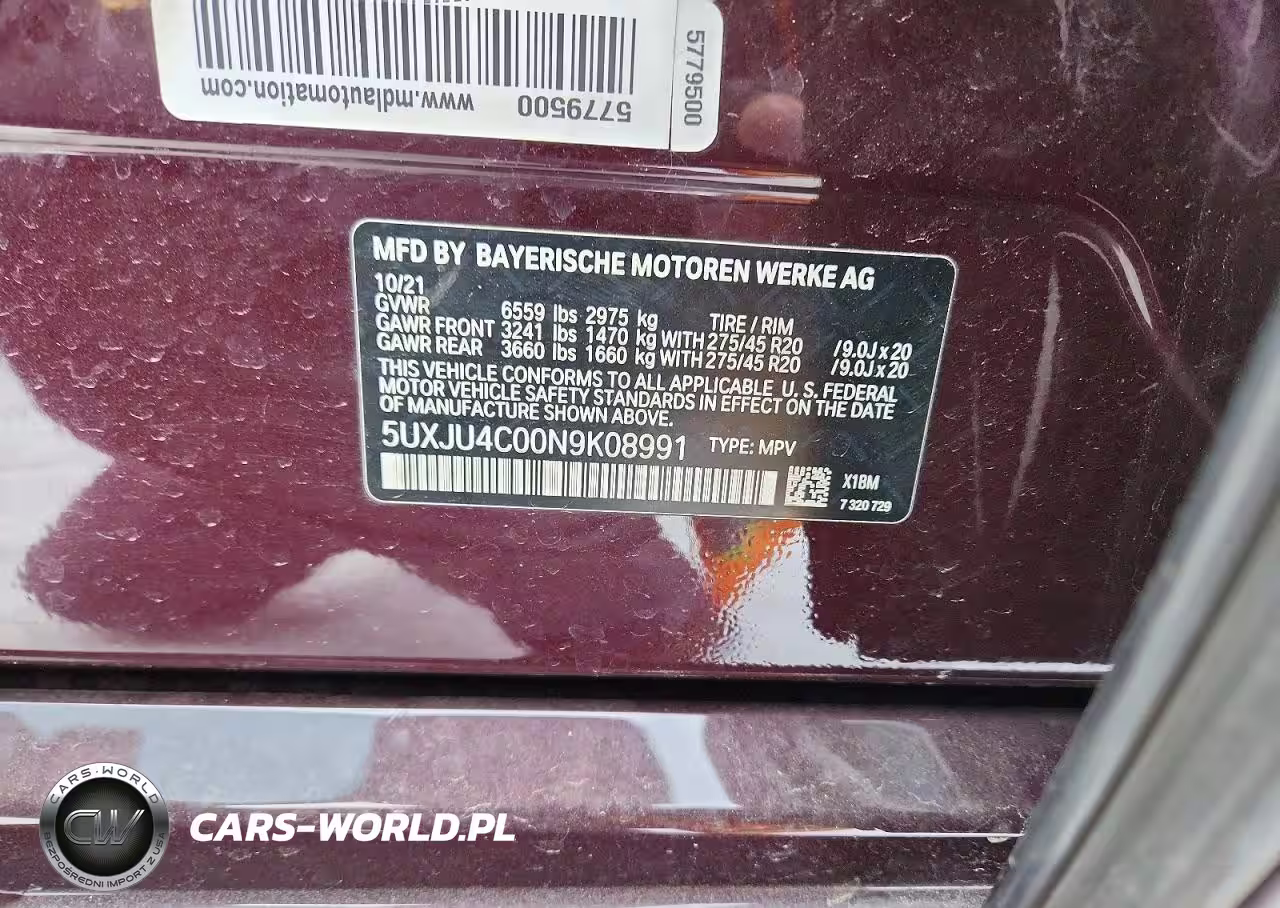 www.mdlautomation.com
5779500
5779500
MFD BY BAYERISCHE MOTOREN WERKE AG
10/21
GVWR 6559 lbs 2975 kg TIRE / RIM
GAWR FRONT 3241 lbs 1470 kg WITH 275/45 R20 /9.0J x 20
GAWR REAR 3660 lbs 1660 kg WITH 275/45 R20 /9.0J x 20
THIS VEHICLE CONFORMS TO ALL APPLICABLE U. S. FEDERAL
MOTOR VEHICLE SAFETY STANDARDS IN EFFECT ON THE DATE
OF MANUFACTURE SHOWN ABOVE.
5UXJU4C00N9K08991 TYPE: MPV
X18M
7 320 729
CARS-WORLD
CW
BEZPOŚREDNI IMPORT Z USA
CARS-WORLD.PL